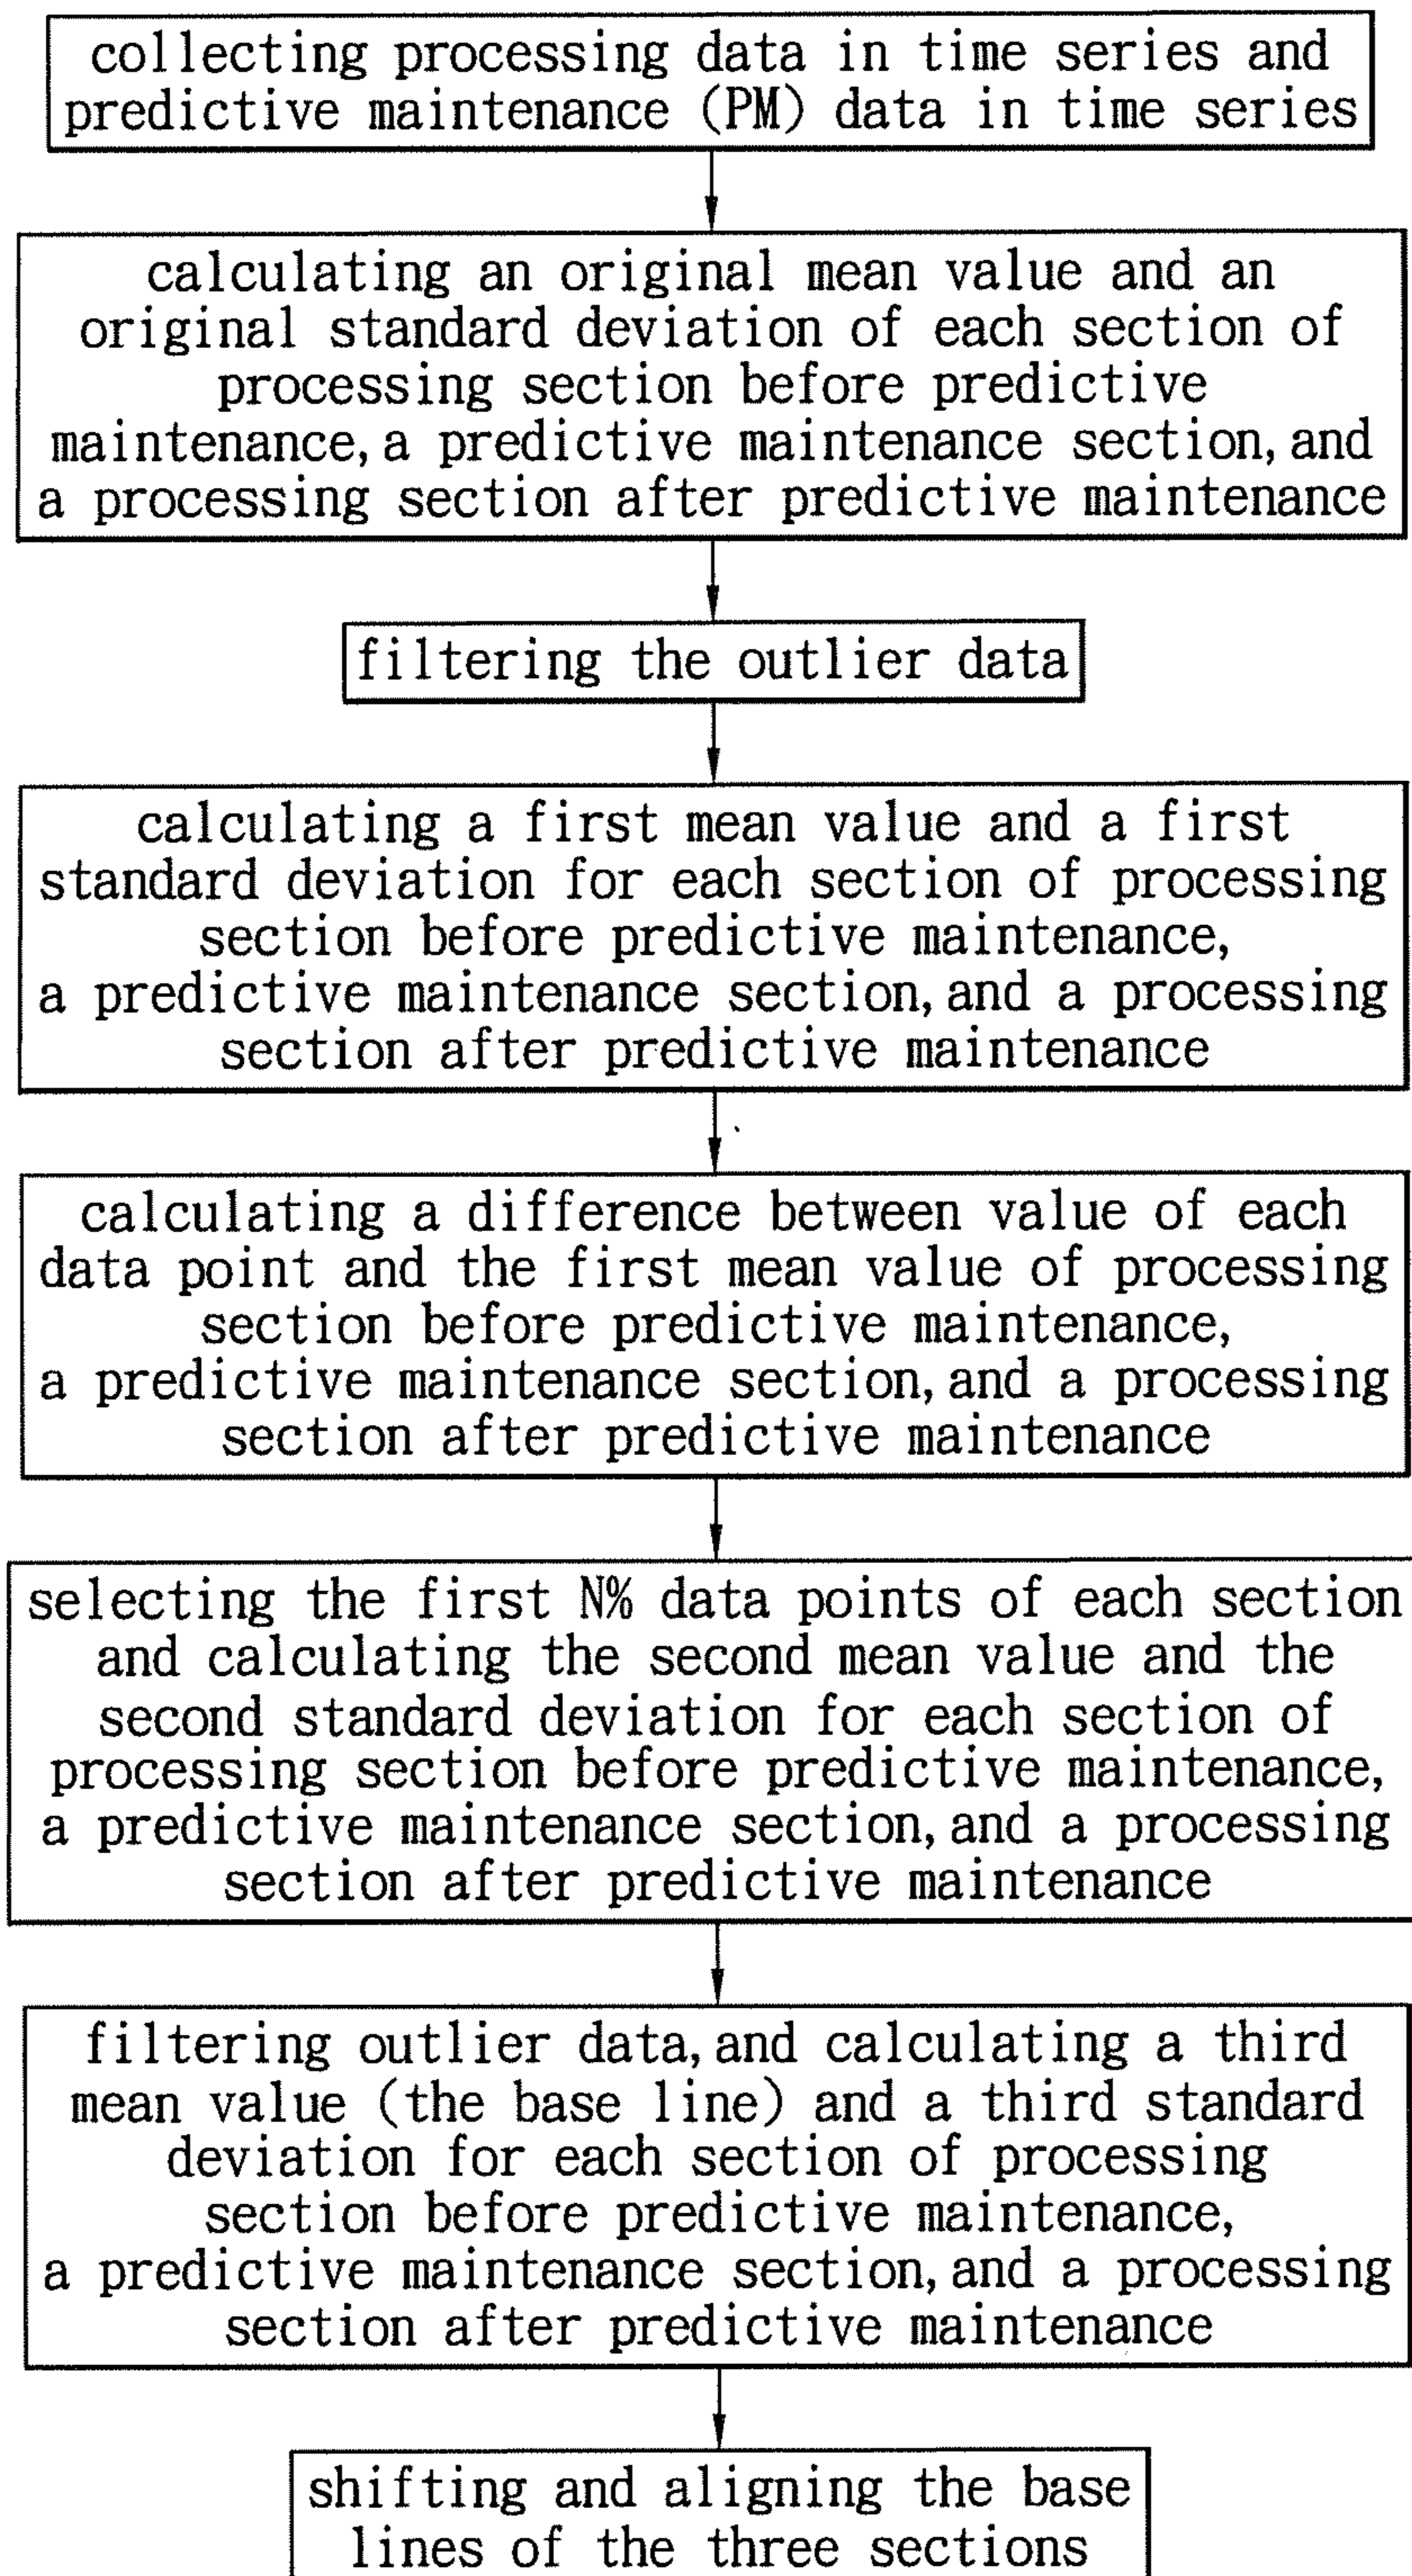 collecting processing data in time series and
predictive maintenance (PM) data in time series
calculating an original mean value and an
original standard deviation of each section of
processing section before predictive
maintenance, a predictive maintenance section, and
a processing section after predictive maintenance
filtering the outlier data
calculating a first mean value and a first
standard deviation for each section of processing
section before predictive maintenance,
a predictive maintenance section, and a processing
section after predictive maintenance
calculating a difference between value of each
data point and the first mean value of processing
section before predictive maintenance,
a predictive maintenance section, and a processing
section after predictive maintenance
selecting the first N% data points of each section
and calculating the second mean value and the
second standard deviation for each section of
processing section before predictive maintenance,
a predictive maintenance section, and a processing
section after predictive maintenance
filtering outlier data, and calculating a third
mean value (the base line) and a third standard
deviation for each section of processing
section before predictive maintenance,
a predictive maintenance section, and a processing
section after predictive maintenance
shifting and aligning the base
lines of the three sections